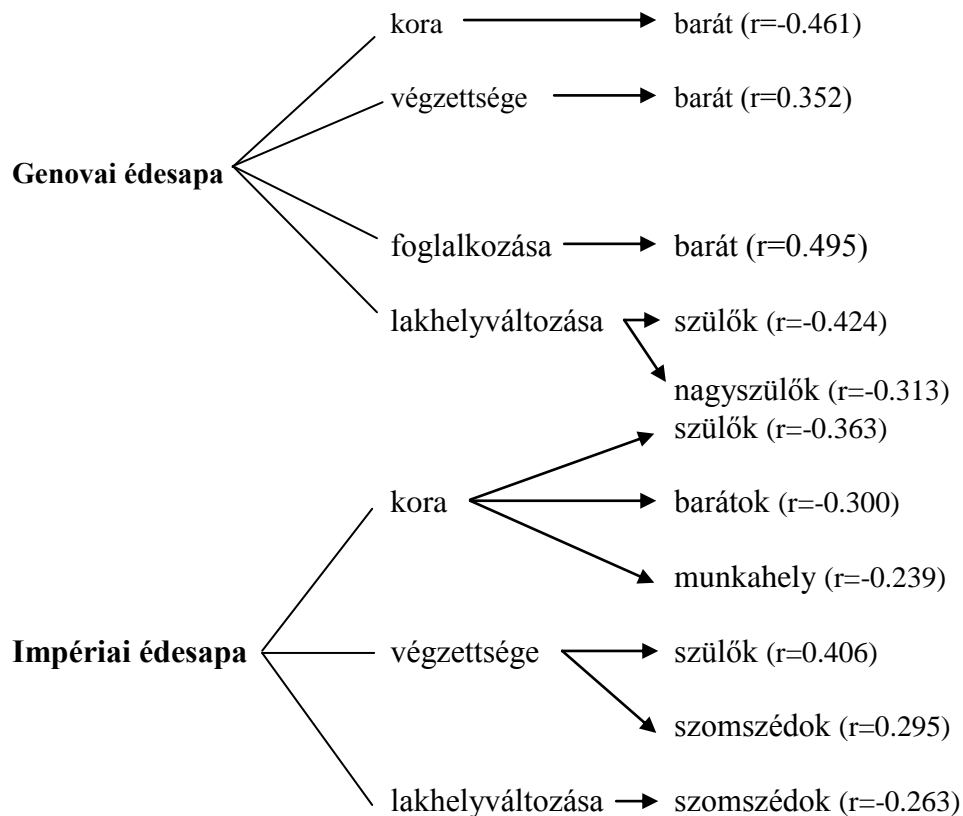 kora barát (r=-0.461)
végzettsége barát (r=0.352)
Genovai édesapa
foglalkozása barát (r=0.495)
lakhelyváltozása szülők (r=-0.424)
nagyszülők (r=-0.313)
szülők (r=-0.363)
kora barátok (r=-0.300)
munkahely (r=-0.239)
Impériai édesapa végzettsége szülők (r=0.406)
szomszédok (r=0.295)
lakhelyváltozása szomszédok (r=-0.263)